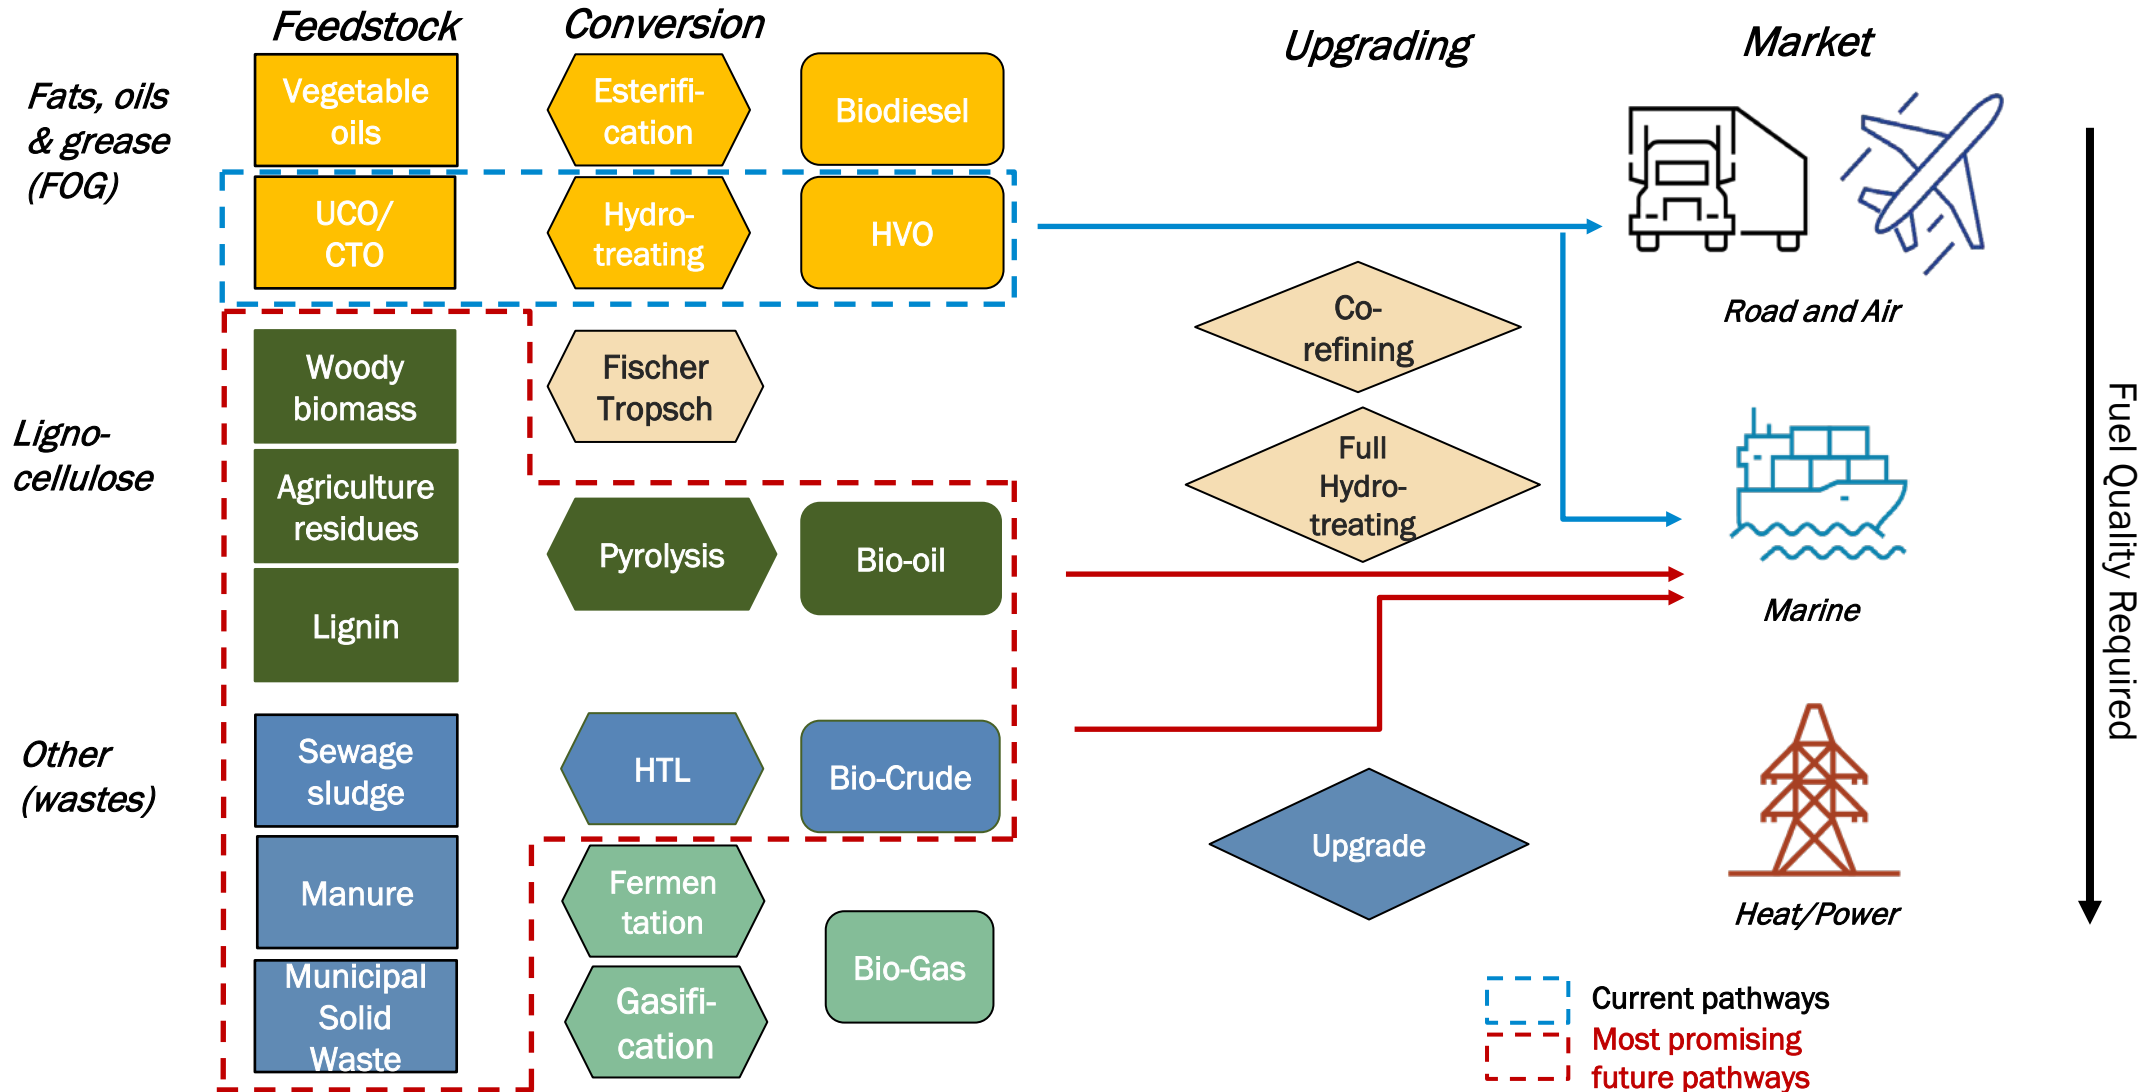 Feedstock
Conversion
Upgrading
Market
Fats, oils
& grease
(FOG)
Vegetable
oils
Esterifi-
cation
Biodiesel
UCO/
CTO
Hydro-
treating
HVO
Road and Air
Ligno-
cellulose
Woody
biomass
Fischer
Tropsch
Co-
refining
Agriculture
residues
Full
Hydro-
treating
Pyrolysis
Bio-oil
Lignin
Marine
Other
(wastes)
Sewage
sludge
HTL
Bio-Crude
Upgrade
Manure
Fermen
tation
Heat/Power
Municipal
Solid
Waste
Gasifi-
cation
Bio-Gas
Fuel Quality Required
Current pathways
Most promising
future pathways